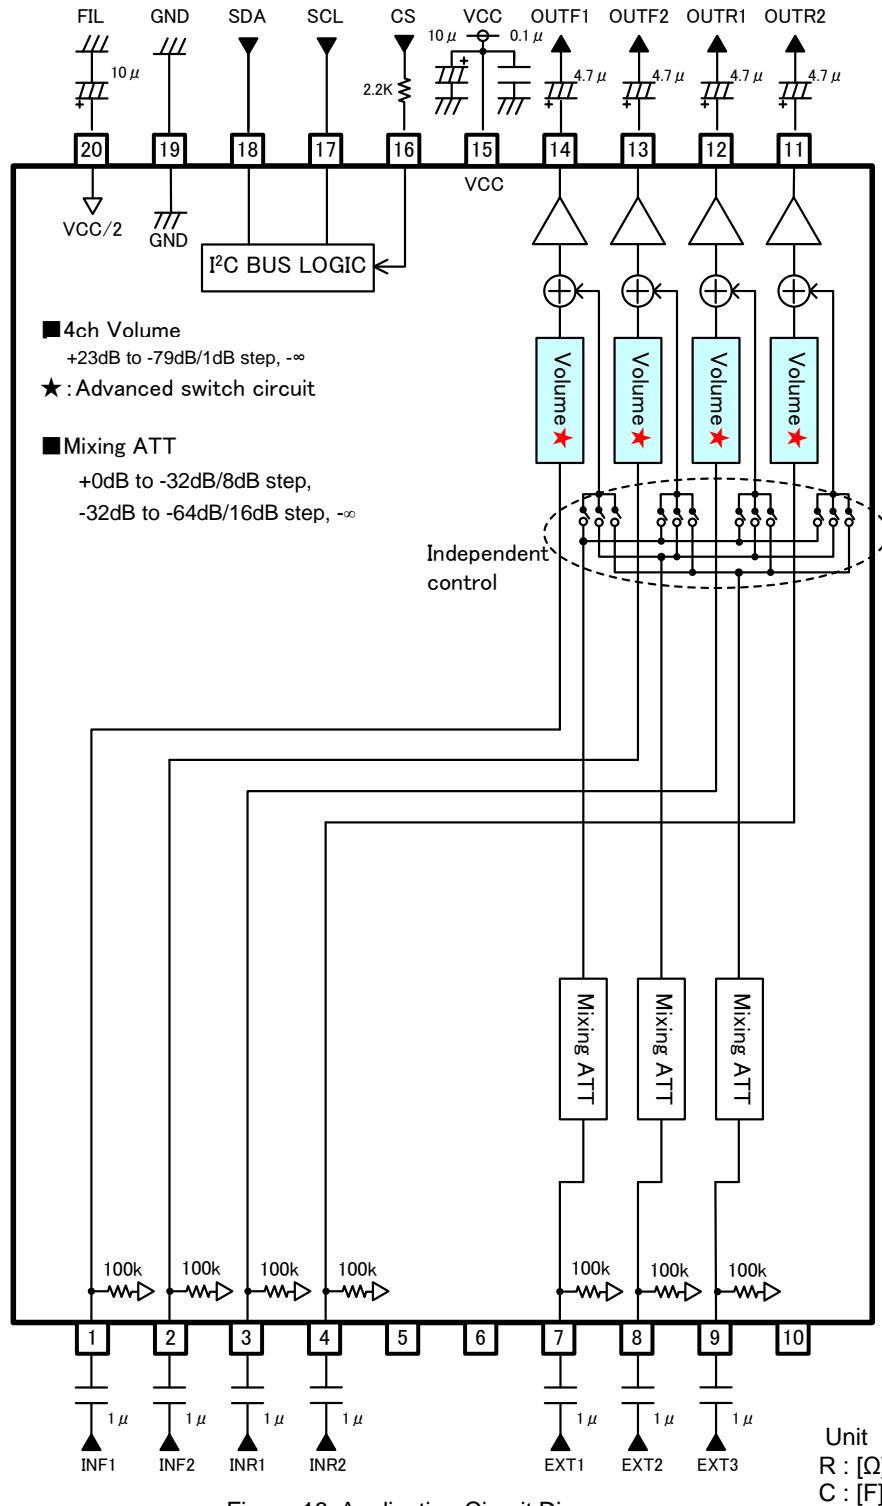 FIL GND SDA SCL CS VCC OUTF1 OUTF2 OUTR1 OUTR2
10μ 2.2K 10μ 0.1μ 4.7μ 4.7μ 4.7μ 4.7μ
20 19 18 17 16 15 14 13 12 11
VCC/2 GND VCC
I²C BUS LOGIC
■4ch Volume
+23dB to -79dB/1dB step, -∞
★:Advanced switch circuit
■Mixing ATT
+0dB to -32dB/8dB step,
-32dB to -64dB/16dB step, -∞
Volume★ Volume★ Volume★ Volume★
Independent
control
Mixing ATT Mixing ATT Mixing ATT
100k 100k 100k 100k 100k 100k 100k
1 2 3 4 5 6 7 8 9 10
1μ 1μ 1μ 1μ 1μ 1μ 1μ
INF1 INF2 INR1 INR2 EXT1 EXT2 EXT3
Unit
R : [Ω]
C : [F]